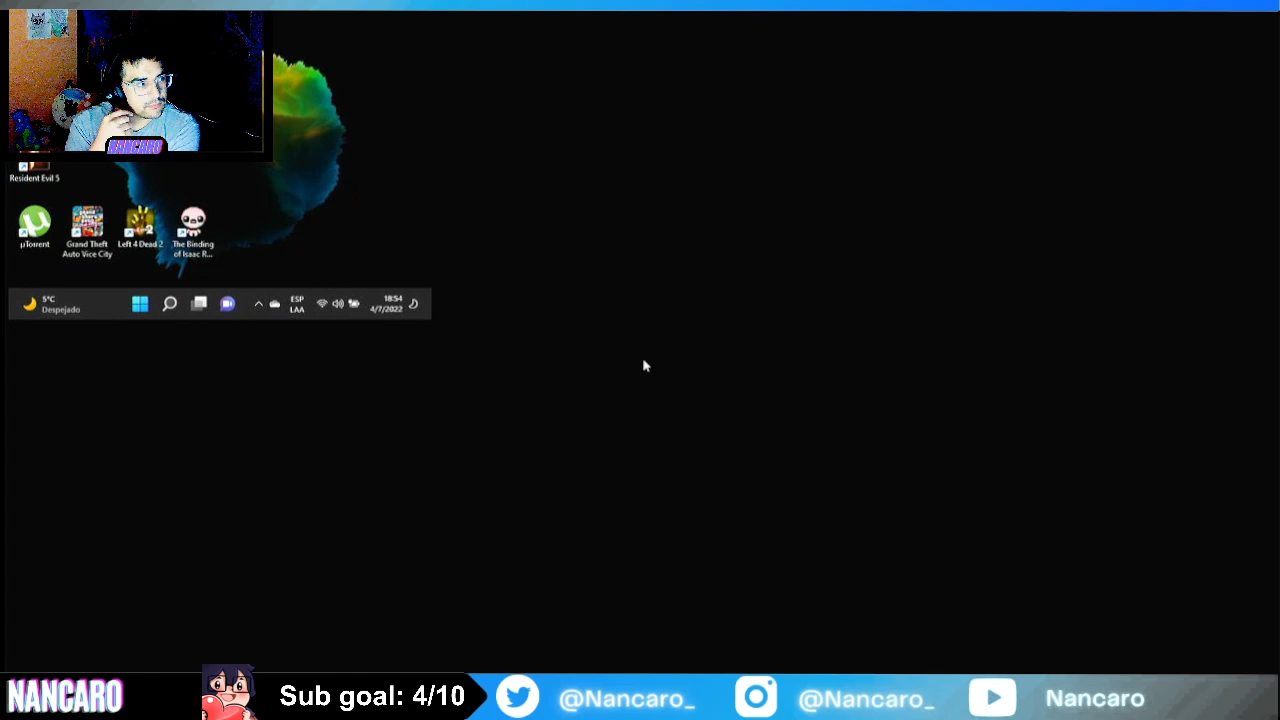 NANCARO
Resident Evil 5
µTorrent
Grand Theft Auto Vice City
Left 4 Dead 2
The Binding of Isaac R...
5°C
Despejado
ESP
LAA
18:54
4/7/2022
NANCARO
Sub goal: 4/10
@Nancaro_
@Nancaro_
Nancaro